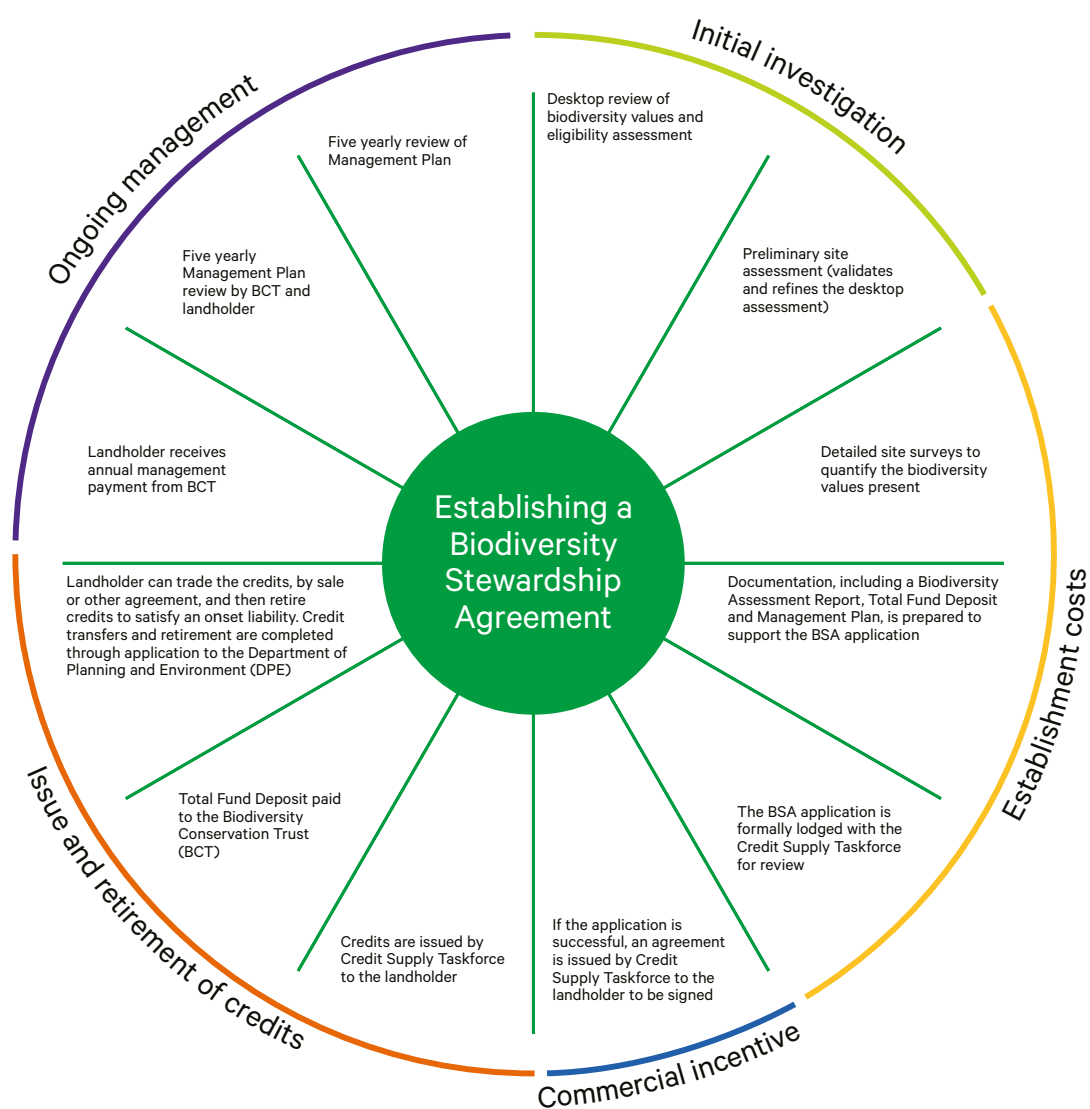 Initial investigation
Desktop review of
biodiversity values and
eligibility assessment
Preliminary site
assessment (validates
and refines the desktop
assessment)
Establishment costs
Detailed site surveys to
quantify the biodiversity
values present
Documentation, including a Biodiversity
Assessment Report, Total Fund Deposit
and Management Plan, is prepared to
support the BSA application
The BSA application is
formally lodged with the
Credit Supply Taskforce
for review
Commercial incentive
If the application is
successful, an agreement
is issued by Credit
Supply Taskforce to the
landholder to be signed
Issue and retirement of credits
Credits are issued by
Credit Supply Taskforce
to the landholder
Total Fund Deposit paid
to the Biodiversity
Conservation Trust
(BCT)
Landholder can trade the credits, by sale
or other agreement, and then retire
credits to satisfy an onset liability. Credit
transfers and retirement are completed
through application to the Department of
Planning and Environment (DPE)
Ongoing management
Landholder receives
annual management
payment from BCT
Five yearly
Management Plan
review by BCT and
landholder
Five yearly review of
Management Plan
Establishing a
Biodiversity
Stewardship
Agreement